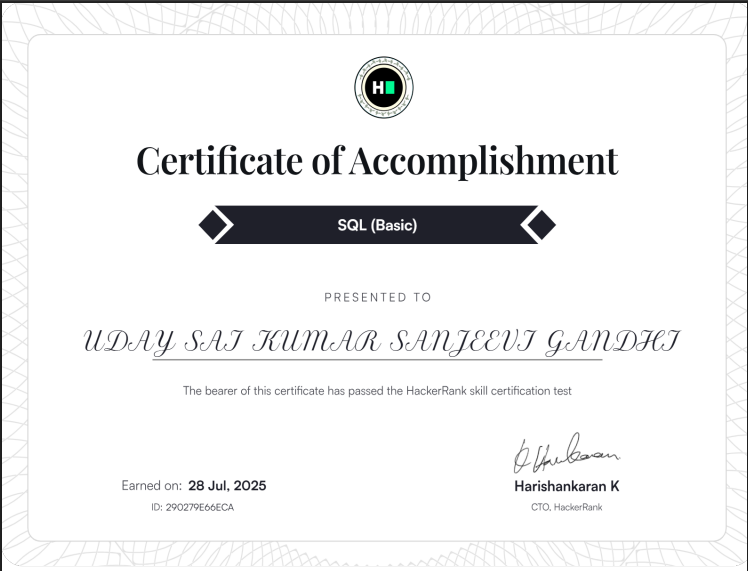 H
Certificate of Accomplishment
SQL (Basic)
PRESENTED TO
UDAY SAI KUMAR SANJEEVI GANDHI
The bearer of this certificate has passed the HackerRank skill certification test
Earned on: 28 Jul, 2025
ID: 290279E66ECA
Harishankaran K
CTO, HackerRank